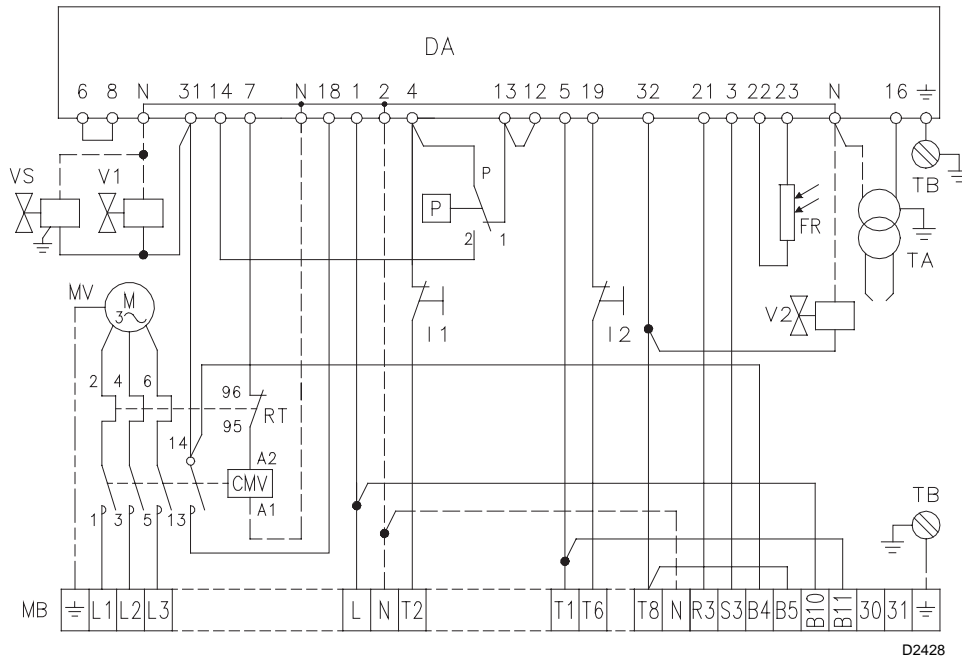 DA
6 8 N 31 14 7 N 18 1 2 4 13 12 5 19 32 21 3 22 23 N 16
VS V1 P TB
P FR
2 1 TA
MV M 3~ I1 I2 V2
2 4 6 96
RT
95
14 A2
CMV
A1 TB
1 3 5 13
MB L1 L2 L3 L N T2 T1 T6 T8 N R3 S3 B4 B5 B10 B11 30 31
D2428